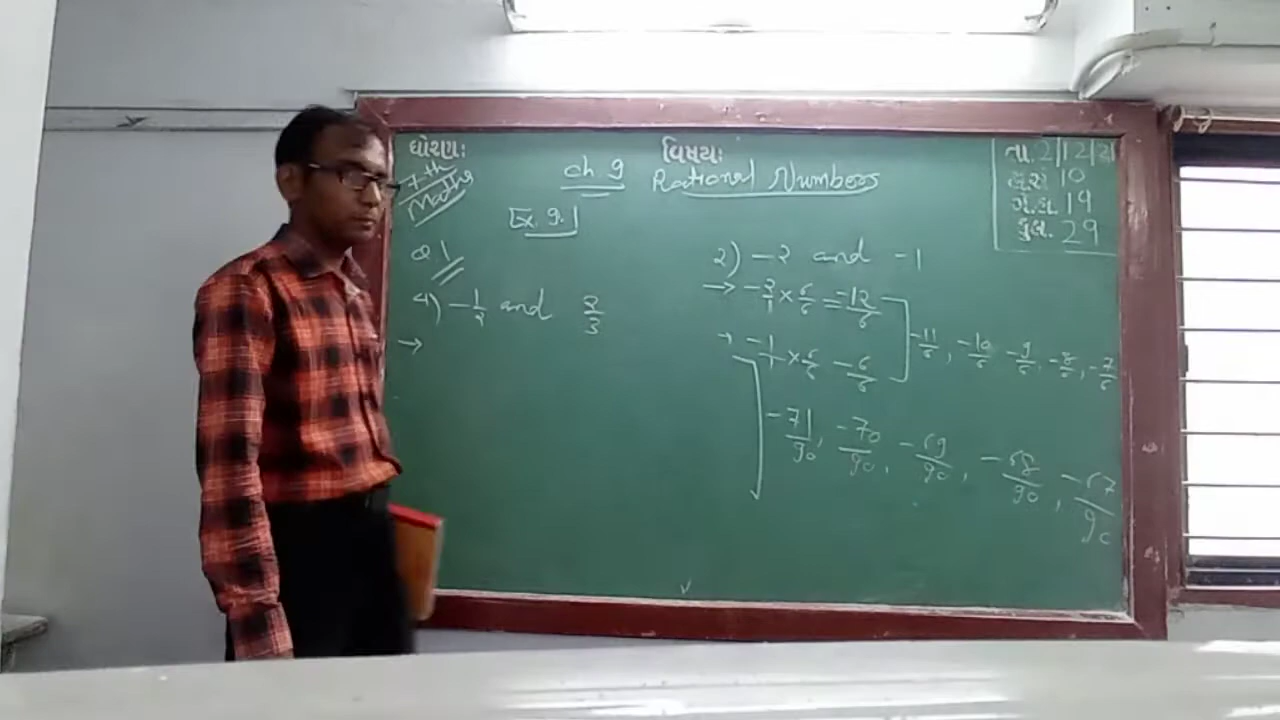 ધોરણ: વિષય: તા. 2/12/21
7th ch 9 Rational Numbers
Maths
10
19
કુલ. 29
Ex. 9.1
Q.1
4) -1/2 and 2/3
→
2) -2 and -1
→ -2/1 × 6/6 = -12/6
→ -1/1 × 6/6 -6/6
-11/6, -10/6 -9/6, -8/6, -7/6
-71/90, -70/90, -69/90, -68/90, -67/90